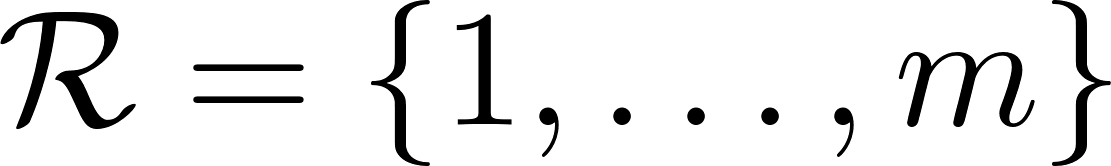 ℛ = {1, . . . , m}